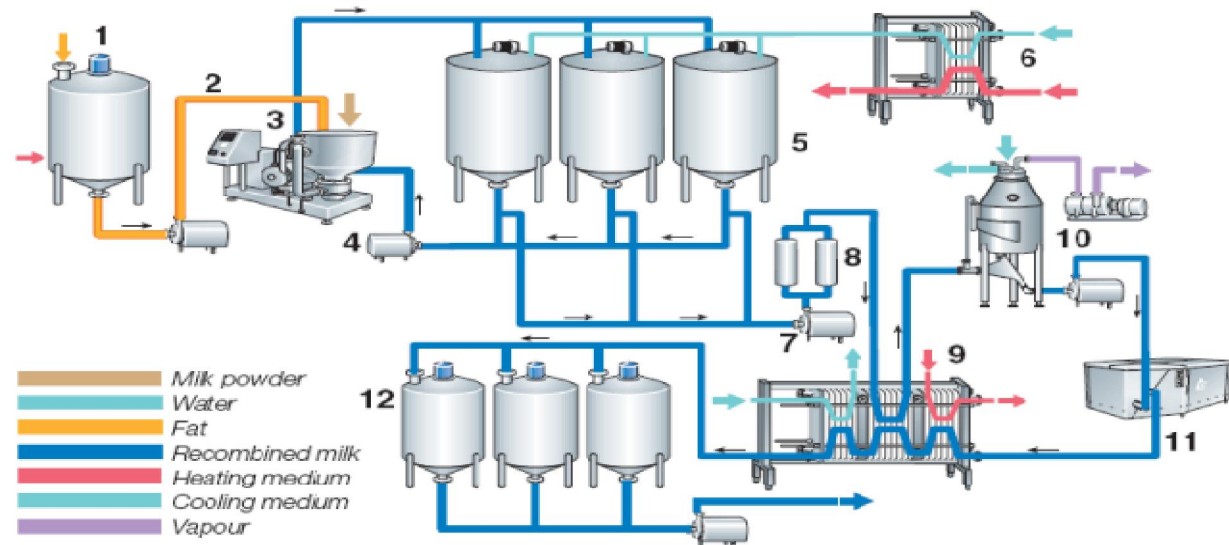 1
2
3
4
5
6
7
8
9
10
11
12
Milk powder
Water
Fat
Recombined milk
Heating medium
Cooling medium
Vapour